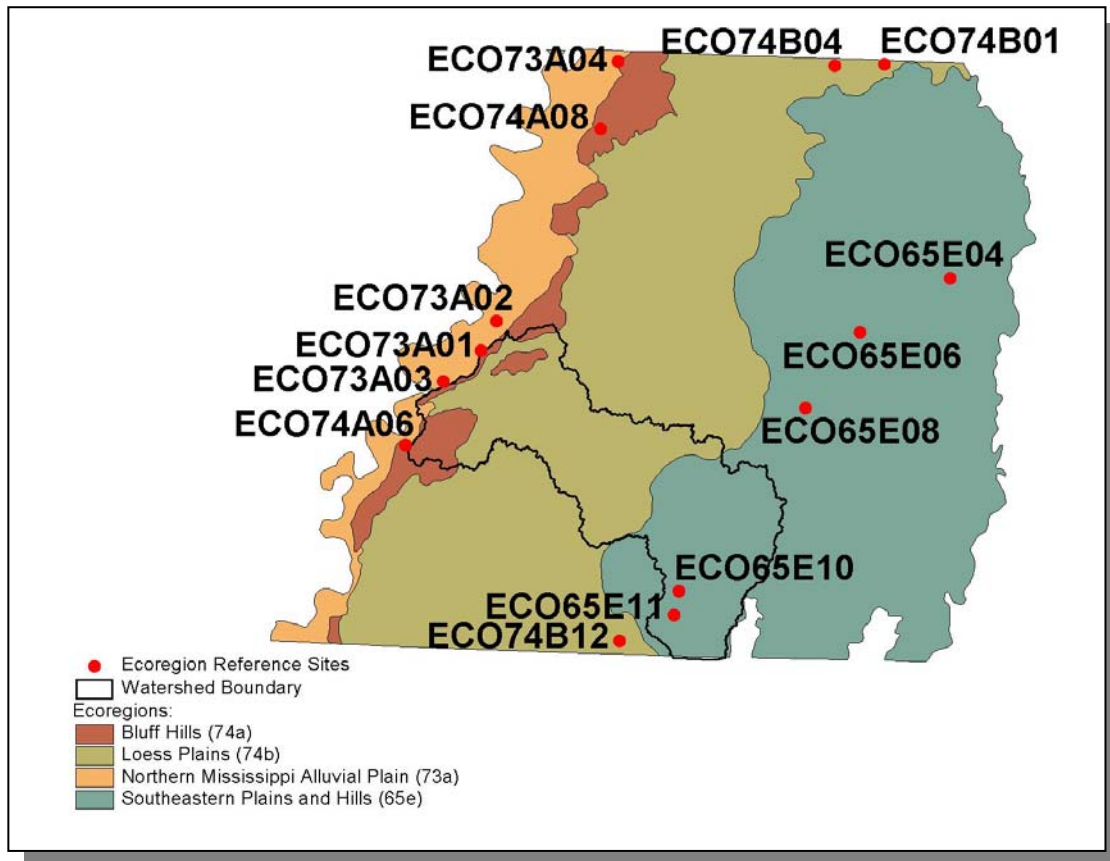 ECO73A04
ECO74B04
ECO74B01
ECO74A08
ECO65E04
ECO73A02
ECO73A01
ECO65E06
ECO73A03
ECO74A06
ECO65E08
ECO65E10
ECO65E11
ECO74B12
Ecoregion Reference Sites
Watershed Boundary
Ecoregions:
Bluff Hills (74a)
Loess Plains (74b)
Northern Mississippi Alluvial Plain (73a)
Southeastern Plains and Hills (65e)